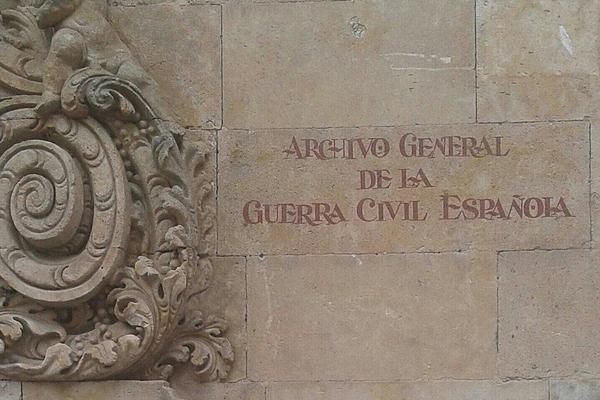 ARCHIVO GENERAL
DE LA
GUERRA CIVIL ESPAÑOLA